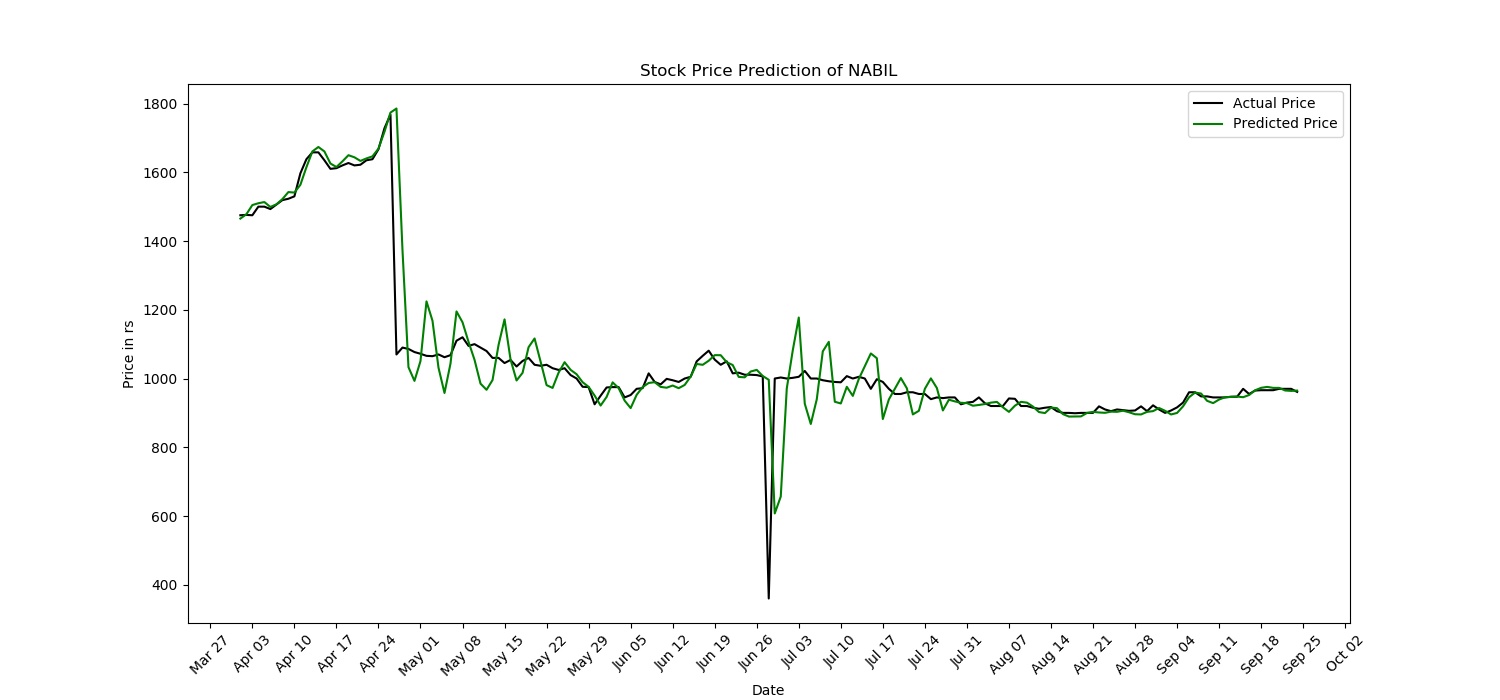 Stock Price Prediction of NABIL
Actual Price
Predicted Price
Price in rs
1800
1600
1400
1200
1000
800
600
400
Mar 27
Apr 03
Apr 10
Apr 17
Apr 24
May 01
May 08
May 15
May 22
May 29
Jun 05
Jun 12
Jun 19
Jun 26
Jul 03
Jul 10
Jul 17
Jul 24
Jul 31
Aug 07
Aug 14
Aug 21
Aug 28
Sep 04
Sep 11
Sep 18
Sep 25
Oct 02
Date